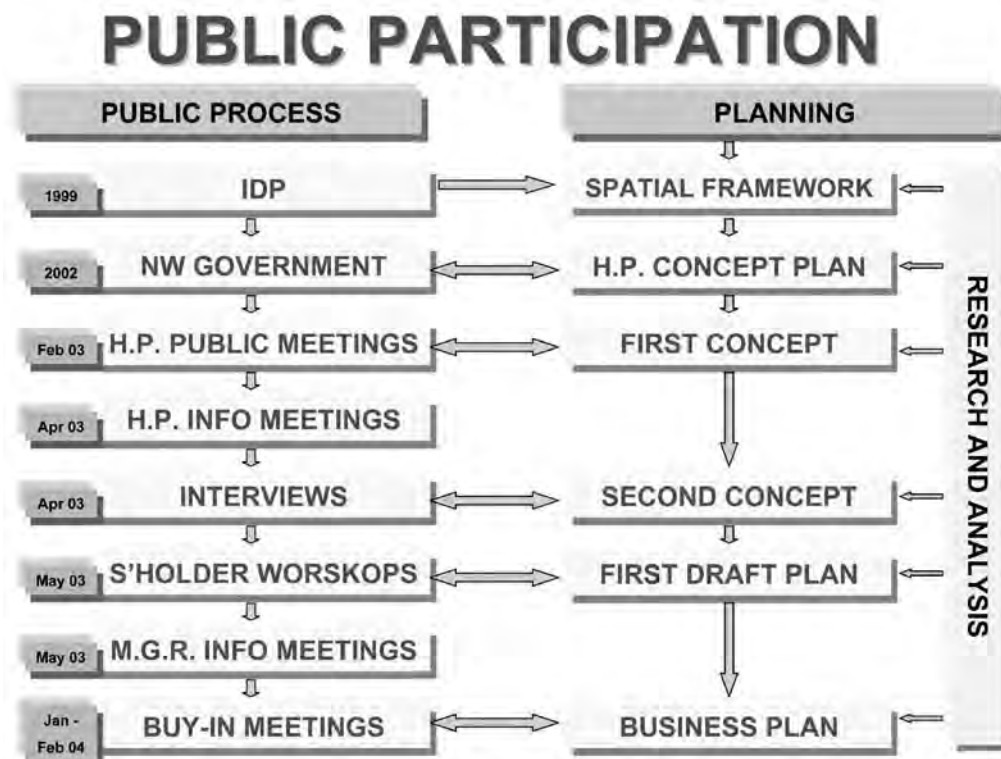 PUBLIC PARTICIPATION
PUBLIC PROCESS
PLANNING
1999
IDP
SPATIAL FRAMEWORK
2002
NW GOVERNMENT
H.P. CONCEPT PLAN
Feb 03
H.P. PUBLIC MEETINGS
FIRST CONCEPT
Apr 03
H.P. INFO MEETINGS
Apr 03
INTERVIEWS
SECOND CONCEPT
May 03
S'HOLDER WORSKOPS
FIRST DRAFT PLAN
May 03
M.G.R. INFO MEETINGS
Jan -
Feb 04
BUY-IN MEETINGS
BUSINESS PLAN
RESEARCH AND ANALYSIS